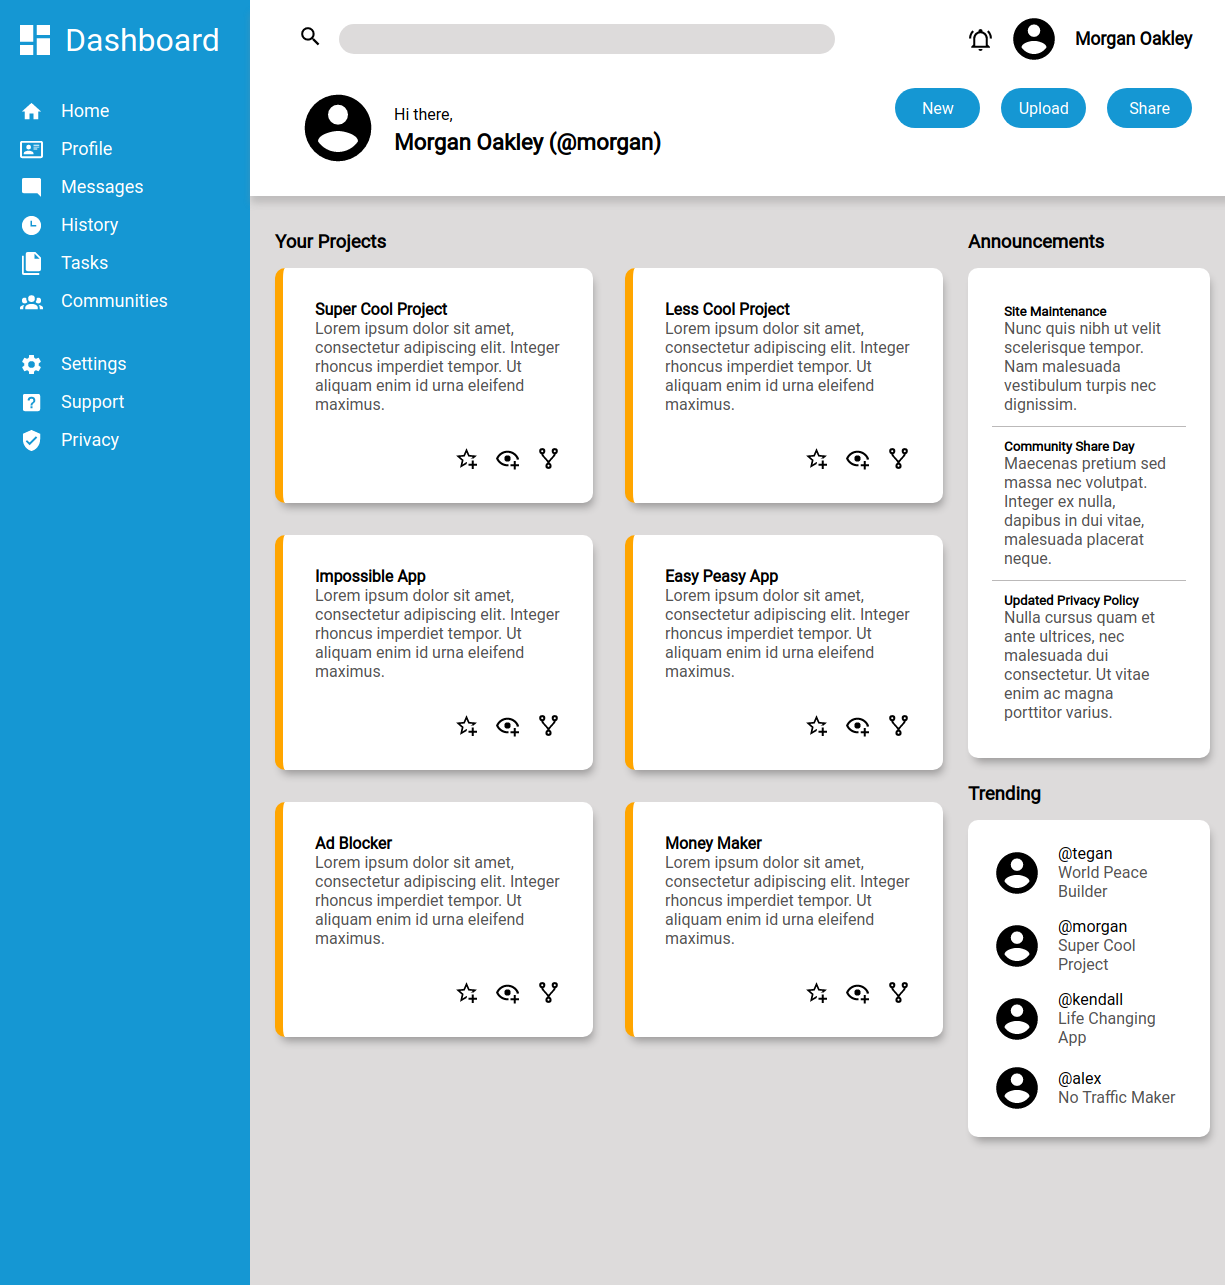 Dashboard
Home
Profile
Messages
History
Tasks
Communities
Settings
Support
Privacy
Morgan Oakley
Hi there,
Morgan Oakley (@morgan)
New
Upload
Share
Your Projects
Super Cool Project
Lorem ipsum dolor sit amet,
consectetur adipiscing elit. Integer
rhoncus imperdiet tempor. Ut
aliquam enim id urna eleifend
maximus.
Less Cool Project
Lorem ipsum dolor sit amet,
consectetur adipiscing elit. Integer
rhoncus imperdiet tempor. Ut
aliquam enim id urna eleifend
maximus.
Impossible App
Lorem ipsum dolor sit amet,
consectetur adipiscing elit. Integer
rhoncus imperdiet tempor. Ut
aliquam enim id urna eleifend
maximus.
Easy Peasy App
Lorem ipsum dolor sit amet,
consectetur adipiscing elit. Integer
rhoncus imperdiet tempor. Ut
aliquam enim id urna eleifend
maximus.
Ad Blocker
Lorem ipsum dolor sit amet,
consectetur adipiscing elit. Integer
rhoncus imperdiet tempor. Ut
aliquam enim id urna eleifend
maximus.
Money Maker
Lorem ipsum dolor sit amet,
consectetur adipiscing elit. Integer
rhoncus imperdiet tempor. Ut
aliquam enim id urna eleifend
maximus.
Announcements
Site Maintenance
Nunc quis nibh ut velit
scelerisque tempor.
Nam malesuada
vestibulum turpis nec
dignissim.
Community Share Day
Maecenas pretium sed
massa nec volutpat.
Integer ex nulla,
dapibus in dui vitae,
malesuada placerat
neque.
Updated Privacy Policy
Nulla cursus quam et
ante ultrices, nec
malesuada dui
consectetur. Ut vitae
enim ac magna
porttitor varius.
Trending
@tegan
World Peace
Builder
@morgan
Super Cool
Project
@kendall
Life Changing
App
@alex
No Traffic Maker